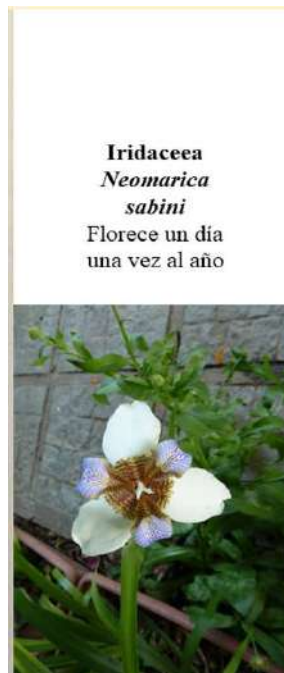 Iridaceea
Neomarica
sabini
Florece un día
una vez al año